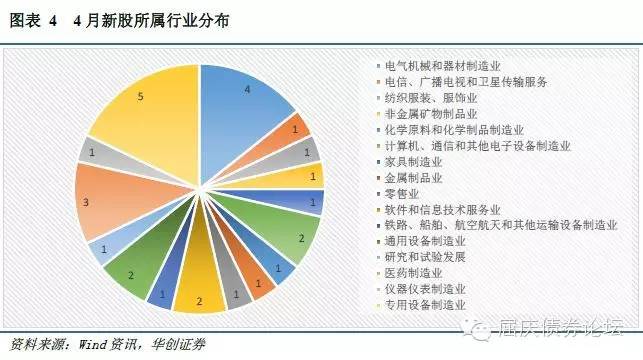 图表 4 4 月新股所属行业分布
5
4
1
1
1
1
1
3
2
1
1
2
1
1
2
1
电气机械和器材制造业
电信、广播电视和卫星传输服务
纺织服装、服饰业
非金属矿物制品业
化学原料和化学制品制造业
计算机、通信和其他电子设备制造业
家具制造业
金属制品业
零售业
软件和信息技术服务业
铁路、船舶、航空航天和其他运输设备制造业
通用设备制造业
研究和试验发展
医药制造业
仪器仪表制造业
专用设备制造业
资料来源：Wind 资讯，华创证券
屈庆债券论坛